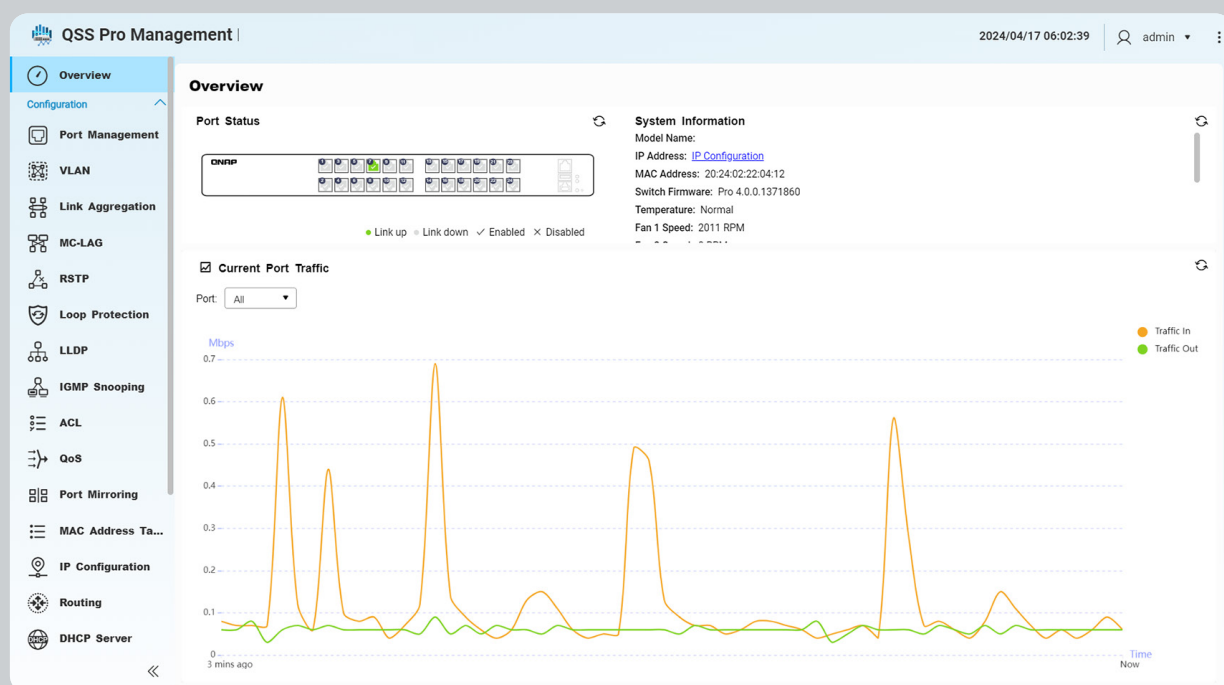 QSS Pro Management
2024/04/17 06:02:39
admin
Overview
Configuration
Port Management
VLAN
Link Aggregation
MC-LAG
RSTP
Loop Protection
LLDP
IGMP Snooping
ACL
QoS
Port Mirroring
MAC Address Ta...
IP Configuration
Routing
DHCP Server
Overview
Port Status
QNAP
Link up Link down Enabled Disabled
System Information
Model Name:
IP Address: IP Configuration
MAC Address: 20:24:02:22:04:12
Switch Firmware: Pro 4.0.0.1371860
Temperature: Normal
Fan 1 Speed: 2011 RPM
Current Port Traffic
Port: All
Traffic In
Traffic Out
Mbps
0.7
0.6
0.5
0.4
0.3
0.2
0.1
0
3 mins ago
Time
Now